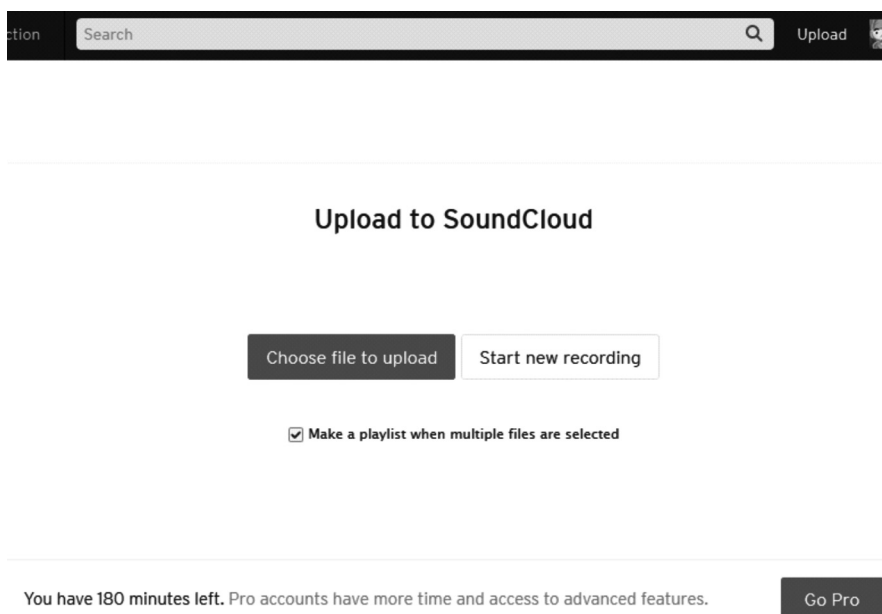 ction Search Upload
Upload to SoundCloud
Choose file to upload Start new recording
Make a playlist when multiple files are selected
You have 180 minutes left. Pro accounts have more time and access to advanced features. Go Pro